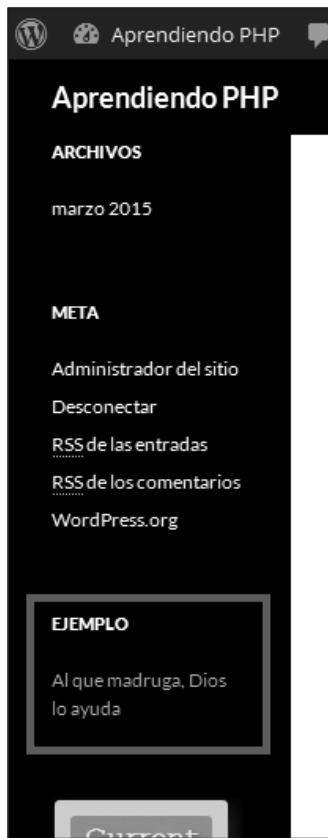 Aprendiendo PHP
Aprendiendo PHP
ARCHIVOS
marzo 2015
META
Administrador del sitio
Desconectar
RSS de las entradas
RSS de los comentarios
WordPress.org
EJEMPLO
Al que madruga, Dios
lo ayuda
Current